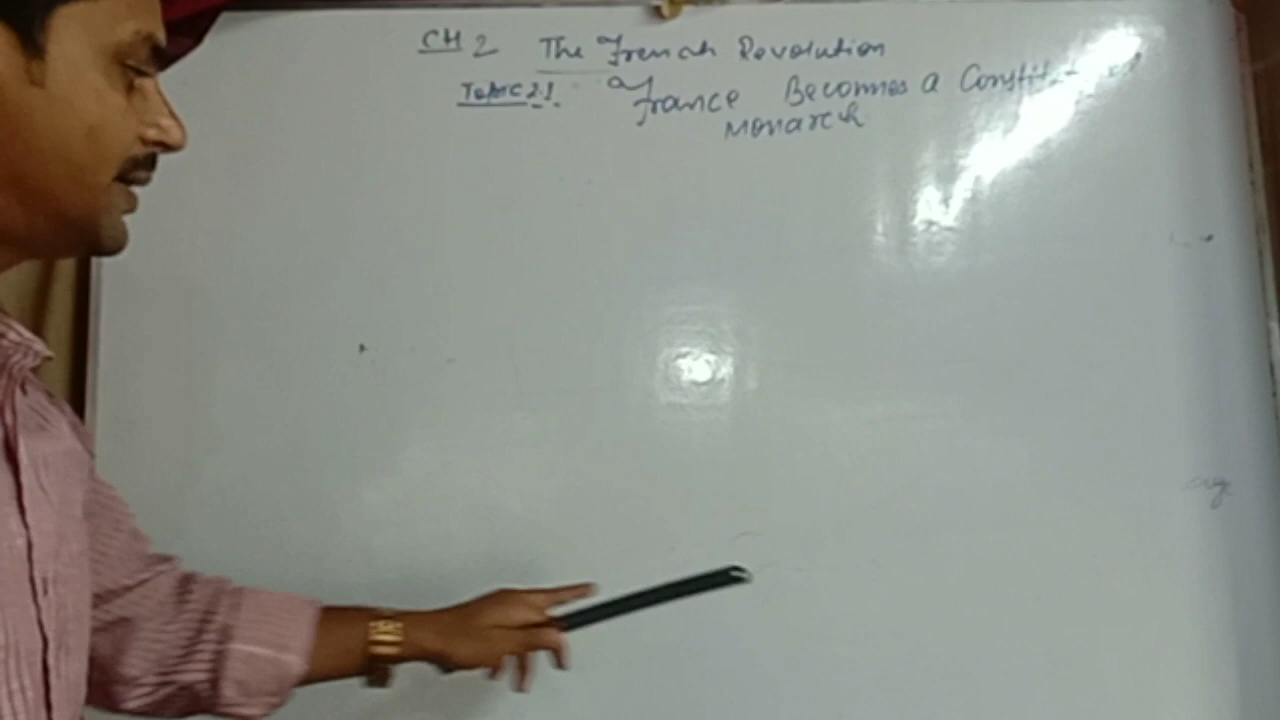 CH 2 The French Revolution
TOPIC 2.1. France Becomes a
Monarch